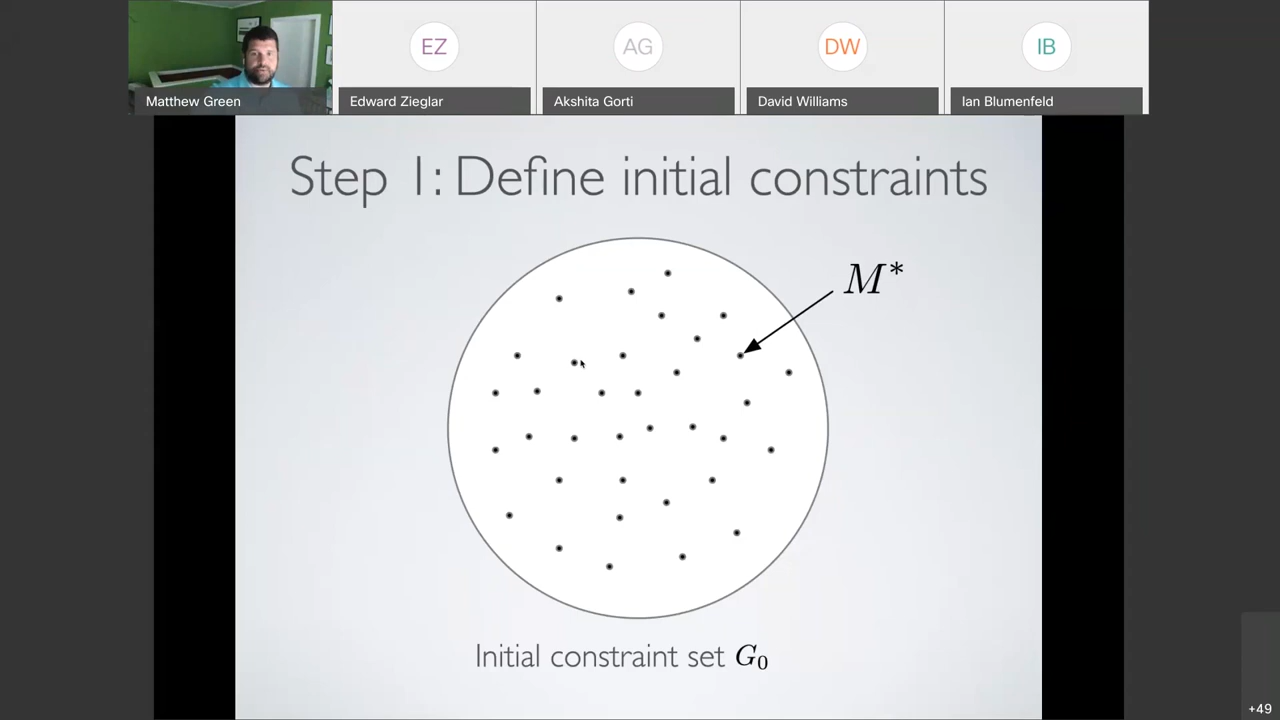 EZ
AG
DW
IB
Matthew Green
Edward Zieglar
Akshita Gorti
David Williams
Ian Blumenfeld
Step 1: Define initial constraints
M*
Initial constraint set G₀
+49